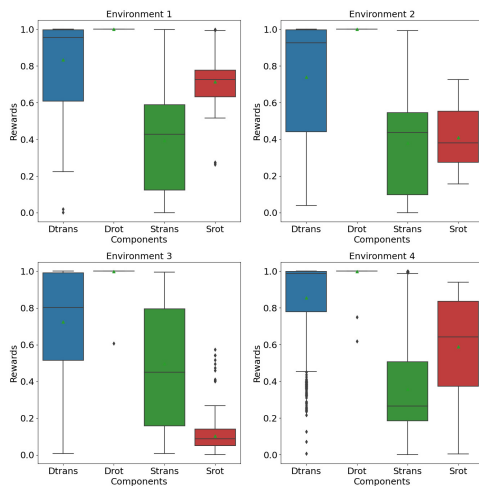 Environment 1
1.0
0.8
0.6
0.4
0.2
0.0
Rewards
Dtrans Drot Strans Srot
Components
Environment 2
1.0
0.8
0.6
0.4
0.2
0.0
Rewards
Dtrans Drot Strans Srot
Components
Environment 3
1.0
0.8
0.6
0.4
0.2
0.0
Rewards
Dtrans Drot Strans Srot
Components
Environment 4
1.0
0.8
0.6
0.4
0.2
0.0
Rewards
Dtrans Drot Strans Srot
Components